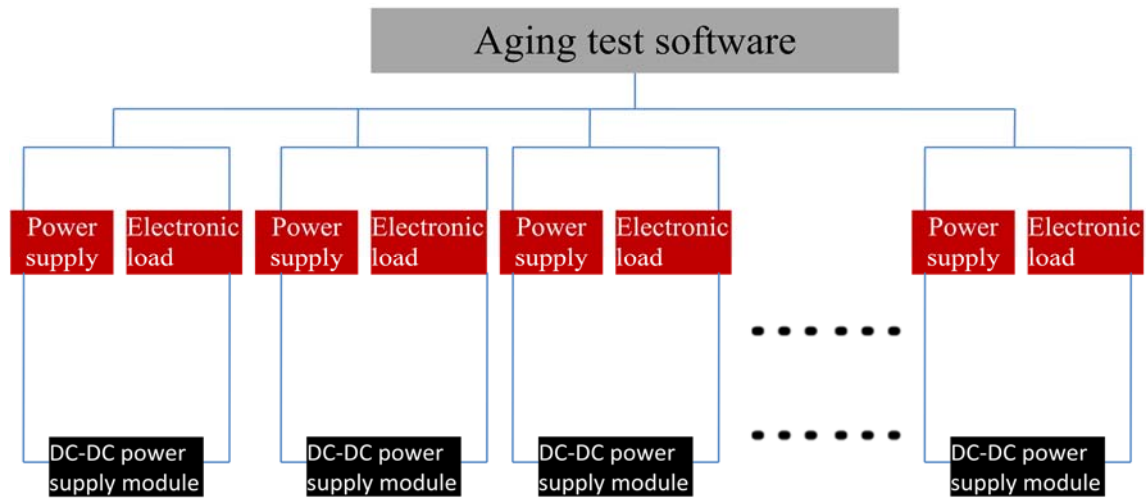 Aging test software
Power
supply
Electronic
load
Power
supply
Electronic
load
Power
supply
Electronic
load
Power
supply
Electronic
load
DC-DC power
supply module
DC-DC power
supply module
DC-DC power
supply module
DC-DC power
supply module